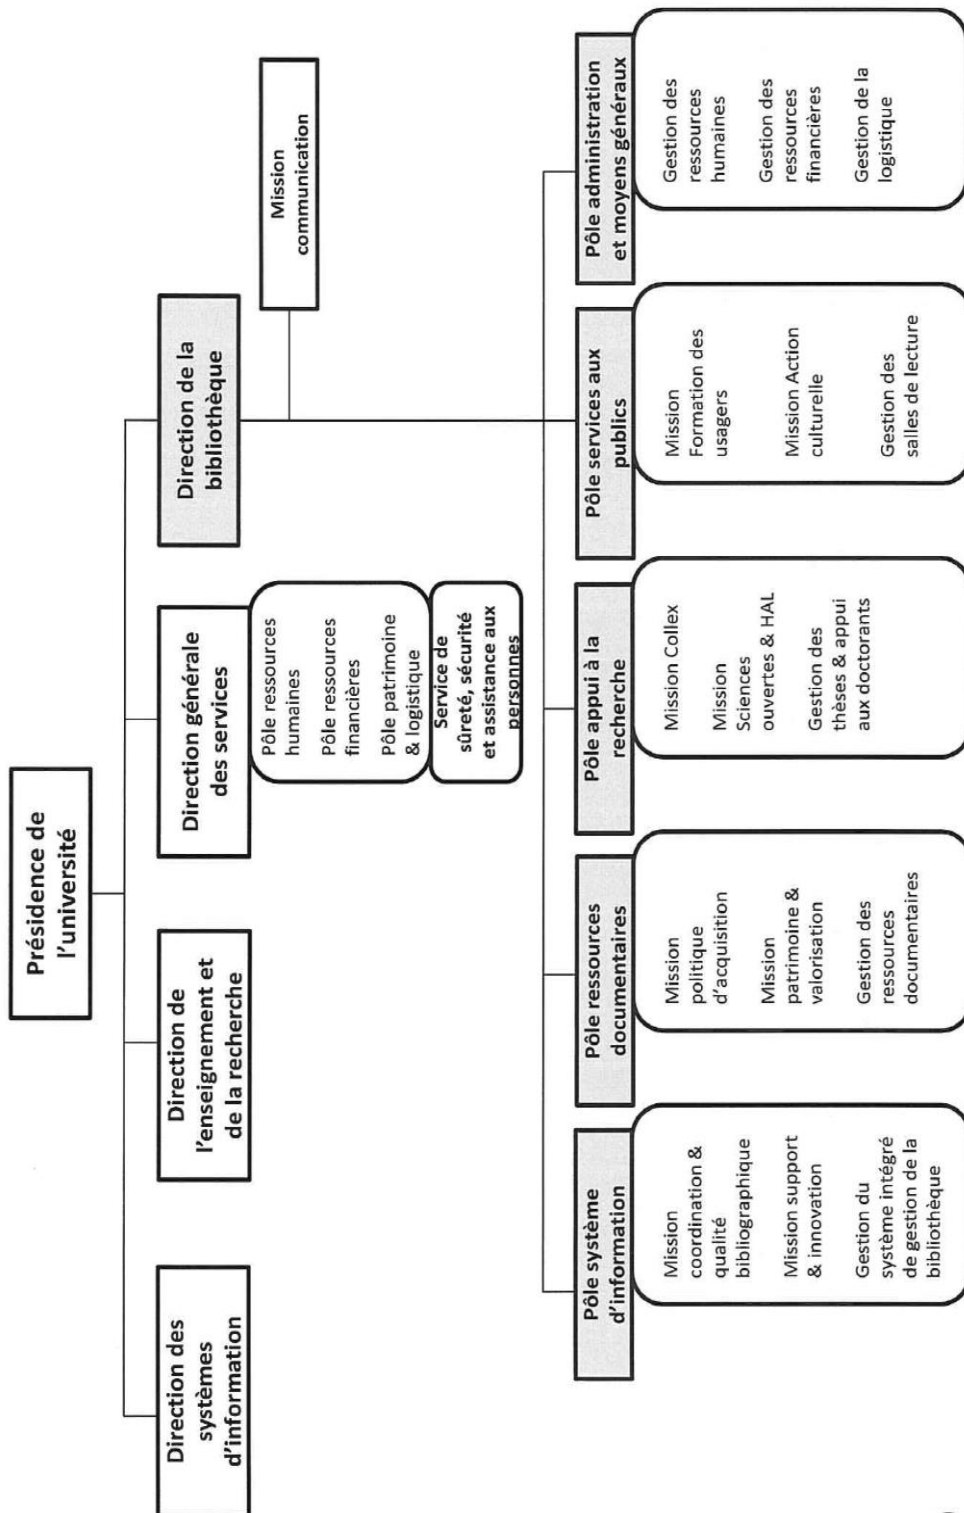 Présidence de
l'université
Direction des
systèmes
d'information
Direction de
l'enseignement et
de la recherche
Direction générale
des services
Pôle ressources
humaines
Pôle ressources
financières
Pôle patrimoine
& logistique
Service de
sûreté, sécurité
et assistance aux
personnes
Direction de la
bibliothèque
Mission
communication
Pôle système
d'information
Mission
coordination &
qualité
bibliographique
Mission support
& innovation
Gestion du
système intégré
de gestion de la
bibliothèque
Pôle ressources
documentaires
Mission
politique
d'acquisition
Mission
patrimoine &
valorisation
Gestion des
ressources
documentaires
Pôle appui à la
recherche
Mission Collex
Mission
Sciences
ouvertes & HAL
Gestion des
thèses & appui
aux doctorants
Pôle services aux
publics
Mission
Formation des
usagers
Mission Action
culturelle
Gestion des
salles de lecture
Pôle administration
et moyens généraux
Gestion des
ressources
humaines
Gestion des
ressources
financières
Gestion de la
logistique